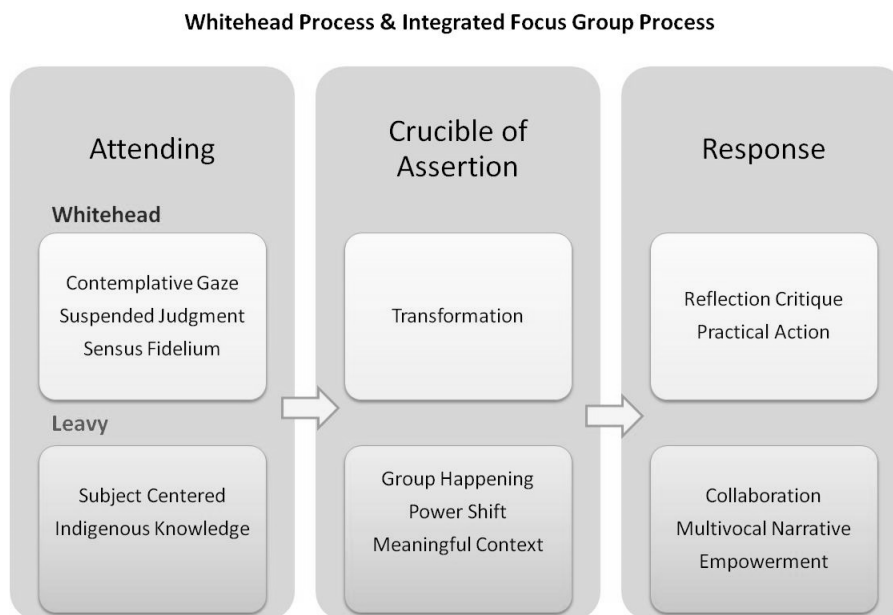 Whitehead Process & Integrated Focus Group Process
Attending
Whitehead
Contemplative Gaze
Suspended Judgment
Sensus Fidelium
Leavy
Subject Centered
Indigenous Knowledge
Crucible of
Assertion
Transformation
Group Happening
Power Shift
Meaningful Context
Response
Reflection Critique
Practical Action
Collaboration
Multivocal Narrative
Empowerment